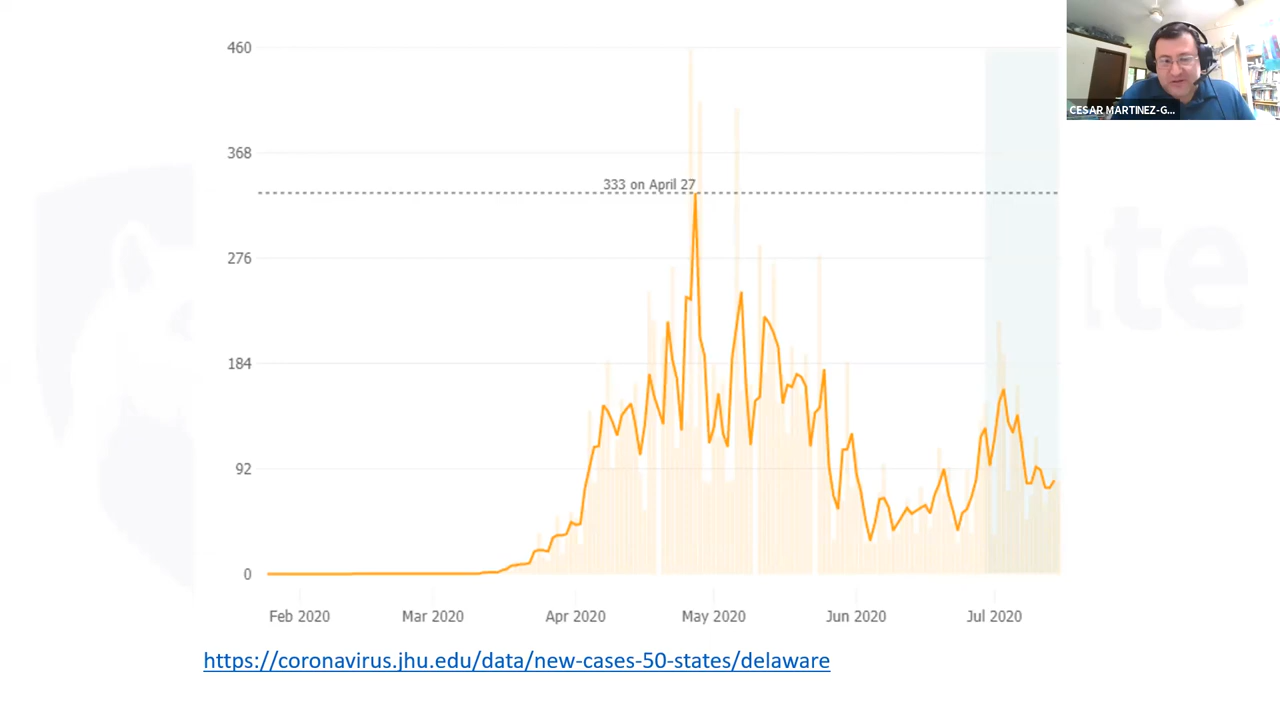 460
CESAR MARTINEZ-G...
368
333 on April 27
276
184
92
0
Feb 2020 Mar 2020 Apr 2020 May 2020 Jun 2020 Jul 2020
https://coronavirus.jhu.edu/data/new-cases-50-states/delaware